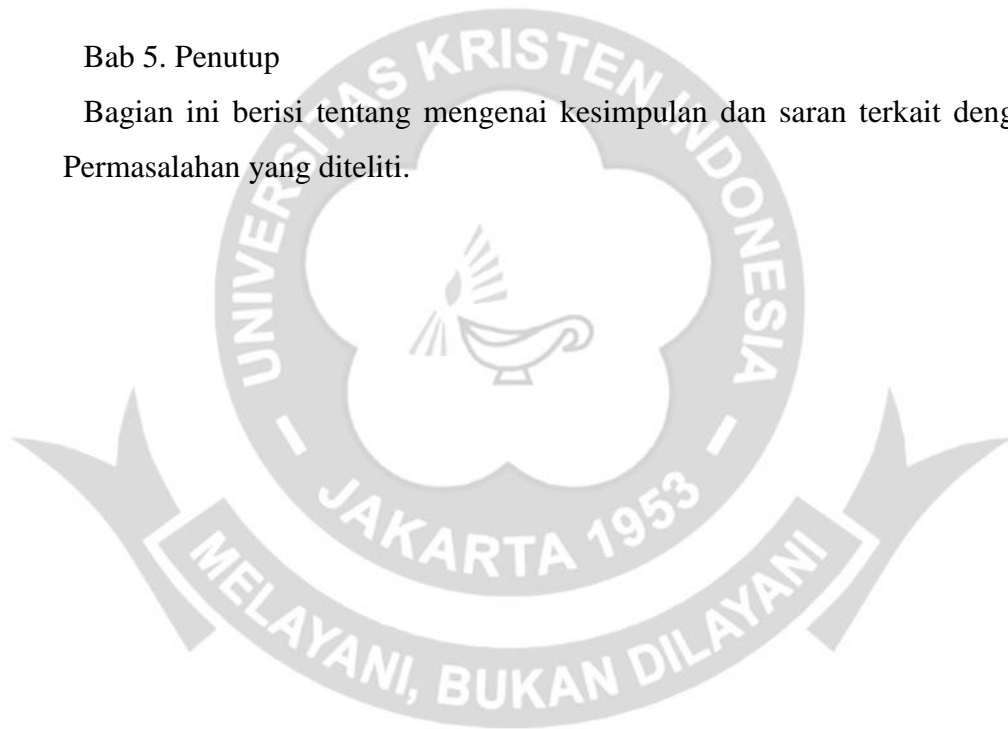 Bab 5. Penutup
Bagian ini berisi tentang mengenai kesimpulan dan saran terkait deng
Permasalahan yang diteliti.
UNIVERSITAS KRISTEN INDONESIA
JAKARTA 1953
MELAYANI, BUKAN DILAYANI